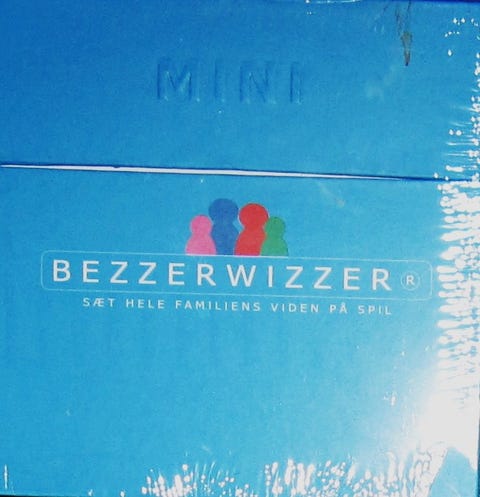 MINI
BEZZERWIZZER®
SÆT HELE FAMILIENS VIDEN PÅ SPIL